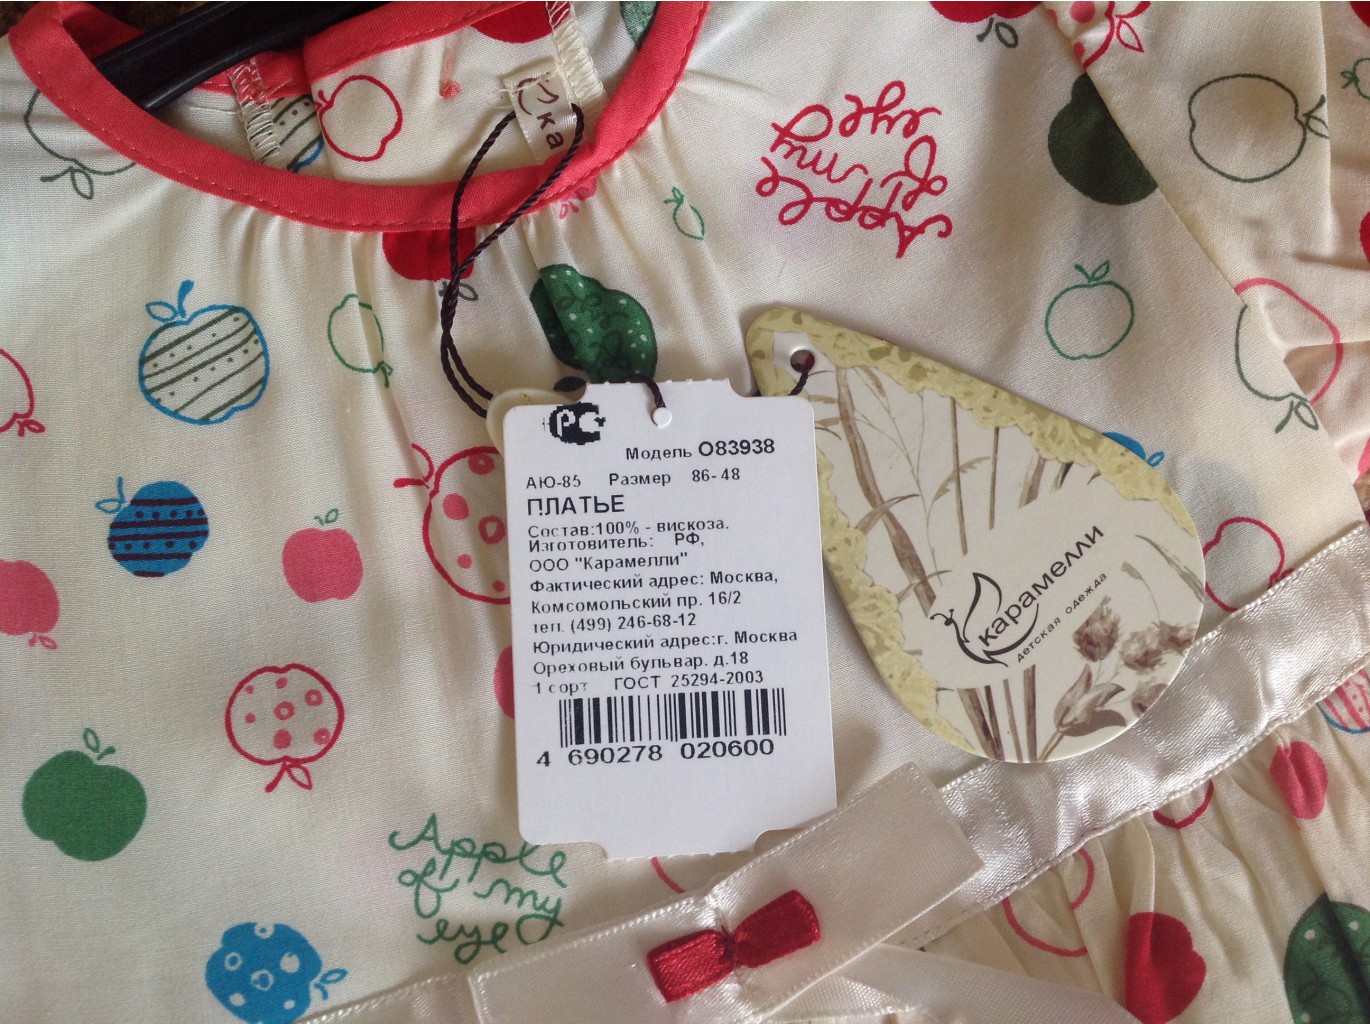 ка
Apple
of my
eye
РС
Модель О83938
АЮ-85 Размер 86-48
ПЛАТЬЕ
Состав:100% - вискоза.
Изготовитель: РФ,
ООО "Карамелли"
Фактический адрес: Москва,
Комсомольский пр. 16/2
тел. (499) 246-68-12
Юридический адрес:г. Москва
Ореховый бульвар. д.18
1 сорт ГОСТ 25294-2003
4 690278 020600
карамелли
детская одежда
Apple
of my
eye